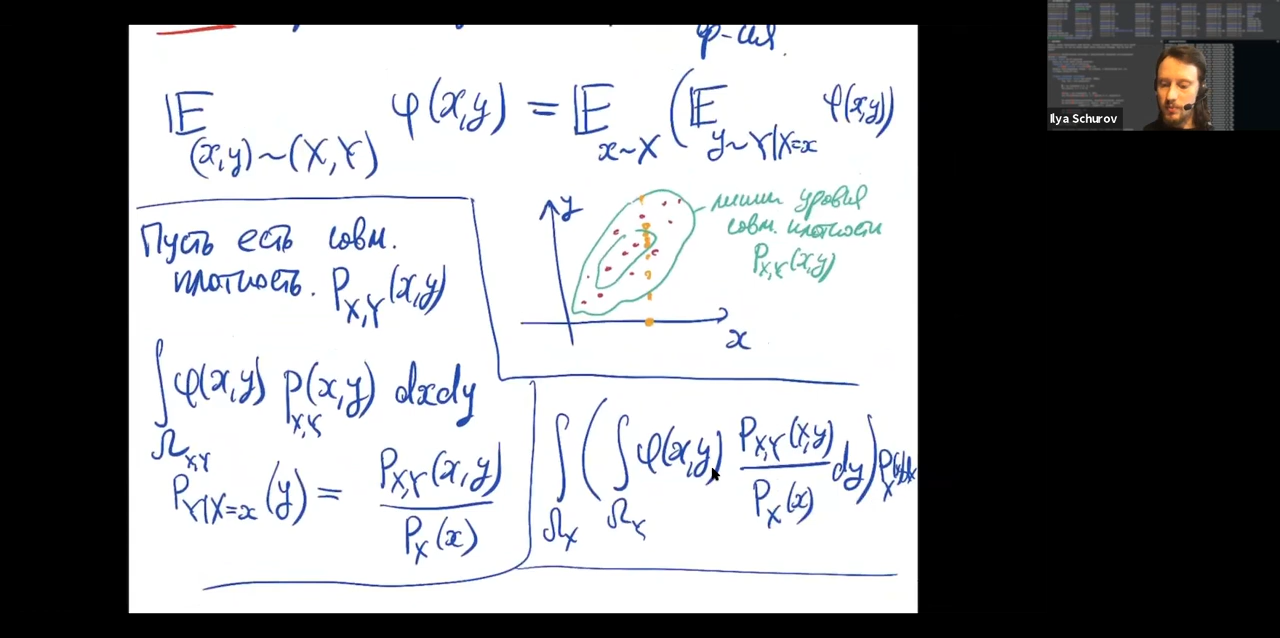 ф-ия.
𝔼_{(x,y)~(X,Y)} φ(x,y) = 𝔼_{x~X} (𝔼_{y~Y|X=x} φ(x,y))
Пусть есть совм.
плотность. P_{X,Y}(x,y)
∫_{Ω_{XY}} φ(x,y) p_{X,Y}(x,y) dxdy
P_{Y|X=x}(y) = P_{X,Y}(x,y) / P_X(x)
y
x
линии уровня
совм. плотности
P_{X,Y}(x,y)
∫_{Ω_X} (∫_{Ω_Y} φ(x,y) P_{X,Y}(x,y) / P_X(x) dy) P_X(x)dx
Ilya Schurov